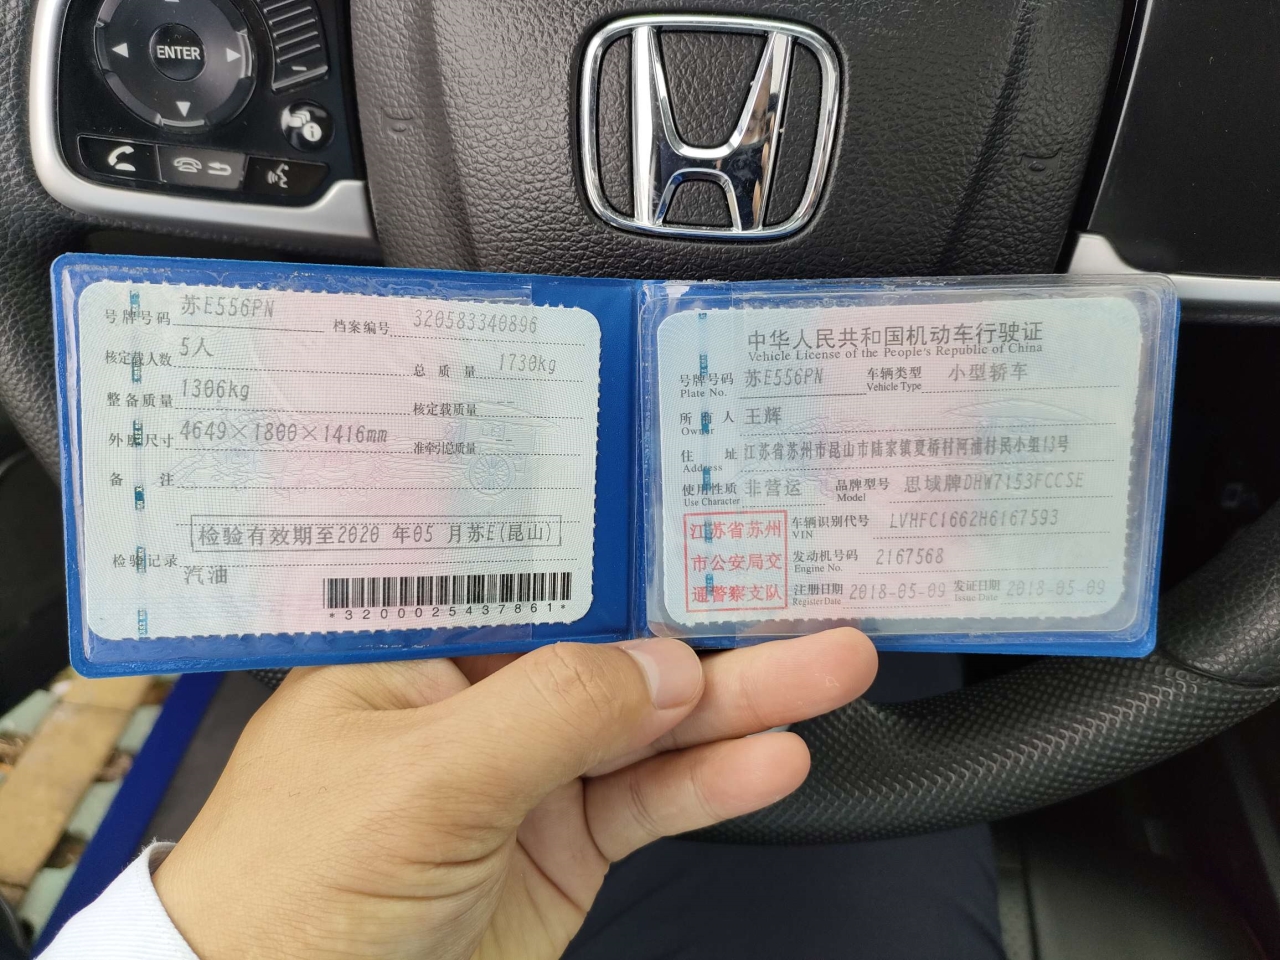 ENTER
号牌号码 苏E556PN 档案编号 320583340896
核定载人数 5人 总质量 1730kg
整备质量 1306kg 核定载质量 --
外廓尺寸 4649×1800×1416mm 准牵引总质量 --
备注
检验有效期至2020 年05 月苏E(昆山)
检验记录
汽油
*3200025437861*
中华人民共和国机动车行驶证
Vehicle License of the People's Republic of China
号牌号码 苏E556PN 车辆类型 小型轿车
Plate No. Vehicle Type
所有人 王辉
Owner
住址 江苏省苏州市昆山市陆家镇夏桥村河浦村民小组13号
Address
使用性质 非营运 品牌型号 思域牌DHW7153FCCSE
Use Character Model
江苏省苏州
市公安局交
通警察支队
车辆识别代号 LVHFC1662H6167593
VIN
发动机号码 2167568
Engine No.
注册日期 2018-05-09 发证日期 2018-05-09
Register Date Issue Date